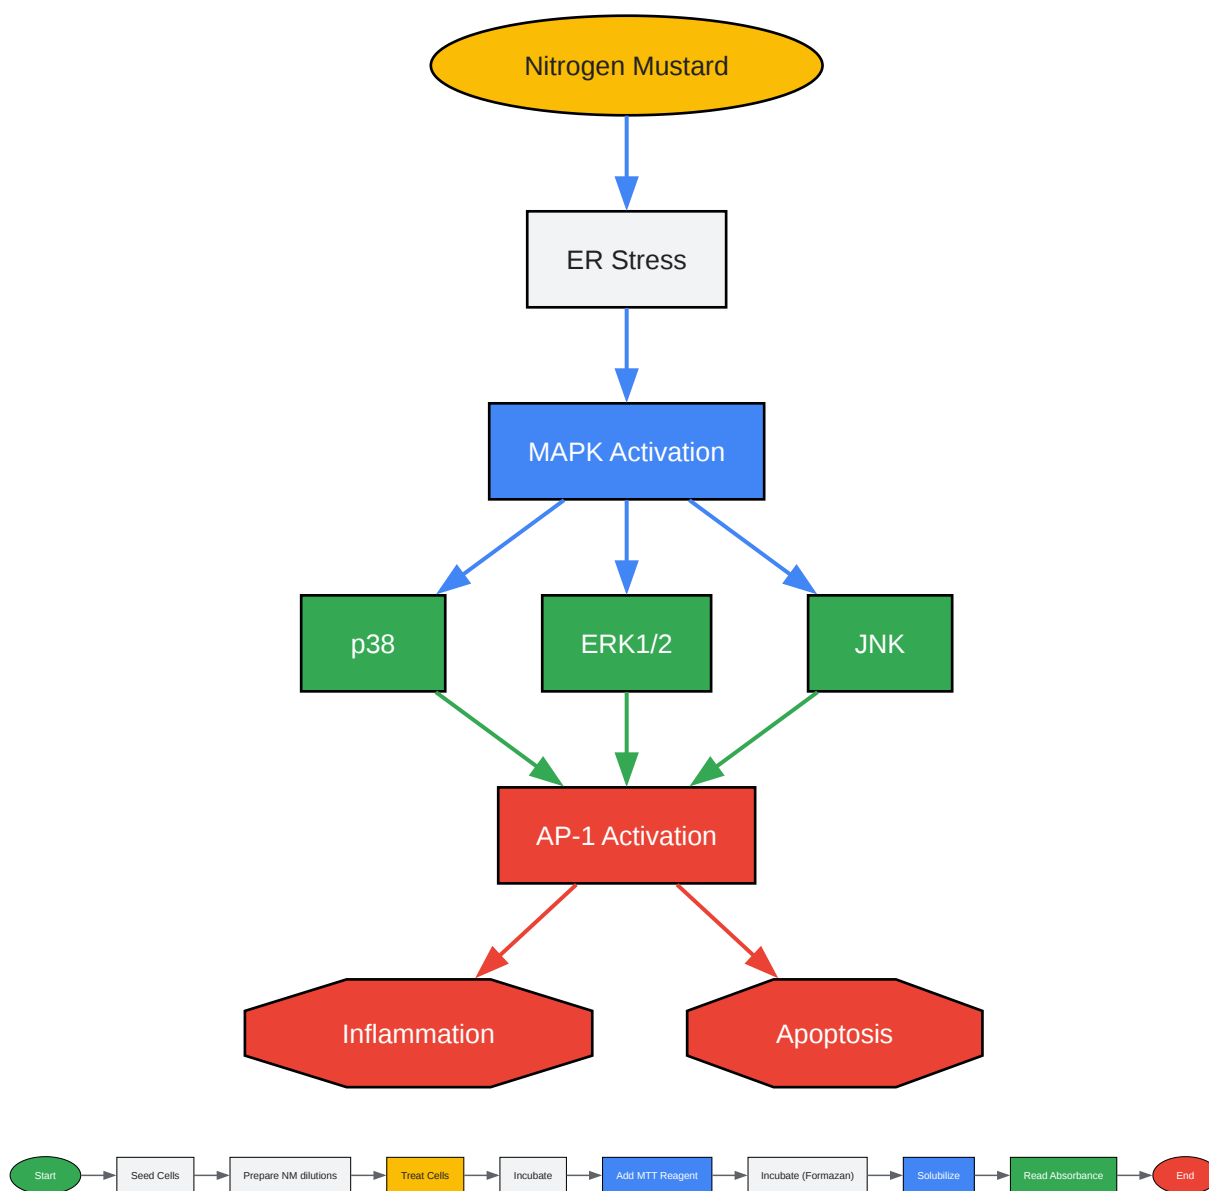 Nitrogen Mustard
ER Stress
MAPK Activation
p38 ERK1/2 JNK
AP-1 Activation
Inflammation Apoptosis
Start Seed Cells Prepare NM dilutions Treat Cells Incubate Add MTT Reagent Incubate (Formazan) Solubilize Read Absorbance End